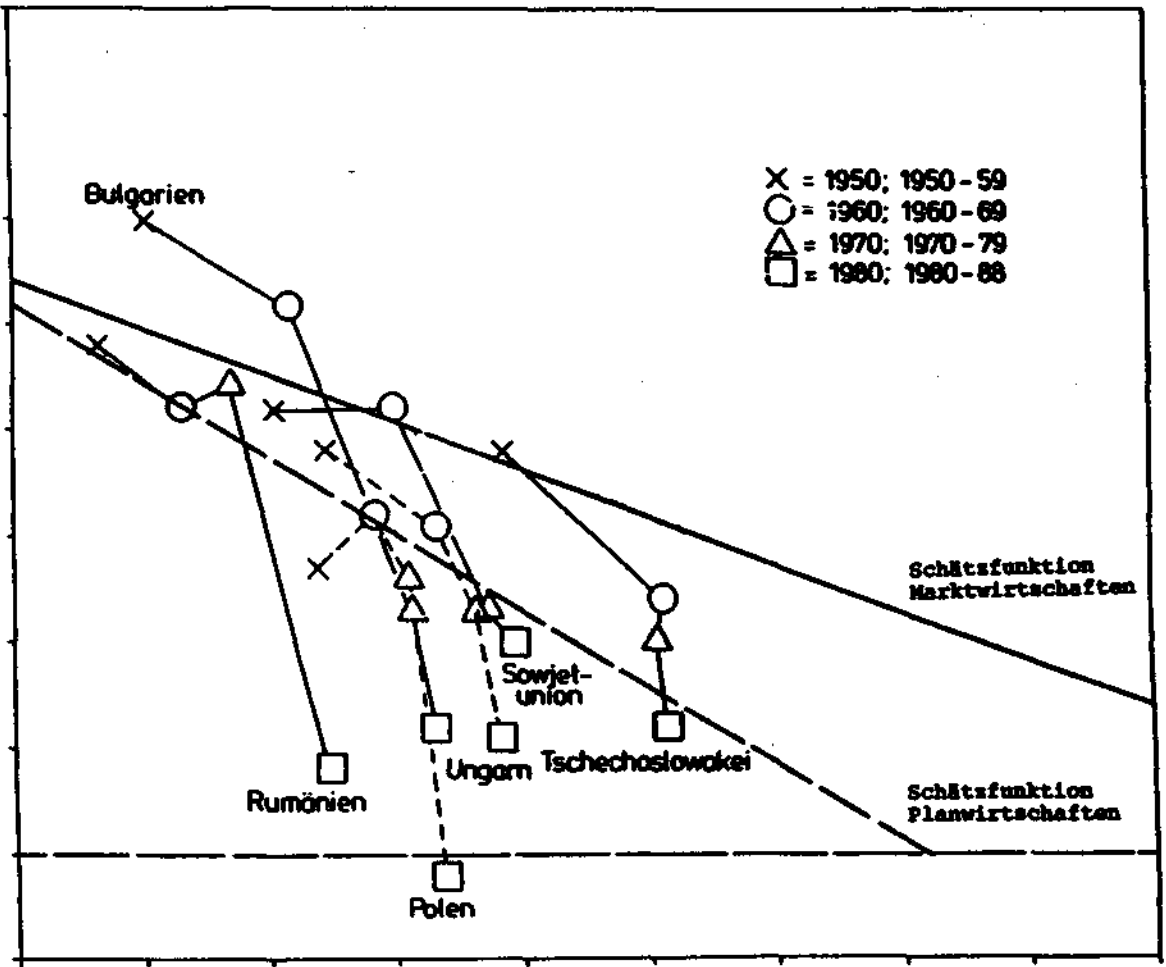 Bulgarien
× = 1950; 1950-59
○ = 1960; 1960-69
△ = 1970; 1970-79
□ = 1980; 1980-88
Schätzfunktion
Marktwirtschaften
Sowjet-
union
Ungarn
Tschechoslowakei
Rumänien
Schätzfunktion
Planwirtschaften
Polen